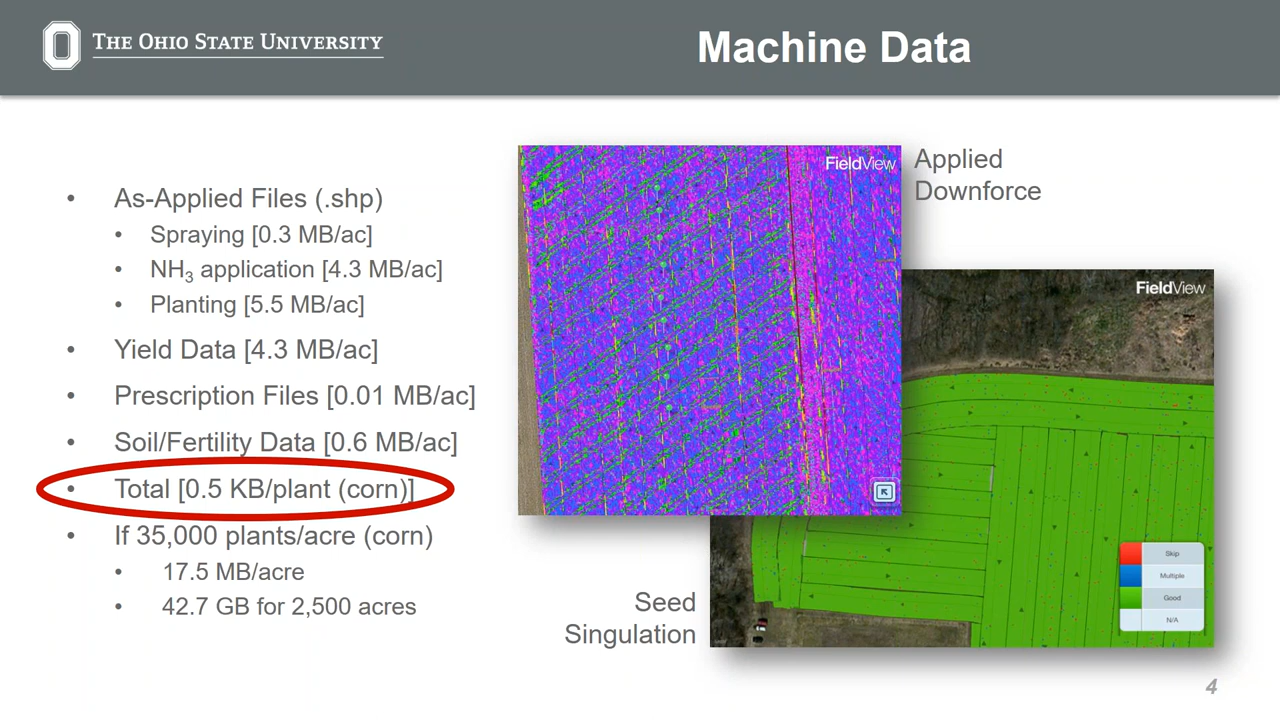 THE OHIO STATE UNIVERSITY
Machine Data
• As-Applied Files (.shp)
• Spraying [0.3 MB/ac]
• NH3 application [4.3 MB/ac]
• Planting [5.5 MB/ac]
• Yield Data [4.3 MB/ac]
• Prescription Files [0.01 MB/ac]
• Soil/Fertility Data [0.6 MB/ac]
• Total [0.5 KB/plant (corn)]
• If 35,000 plants/acre (corn)
• 17.5 MB/acre
• 42.7 GB for 2,500 acres
FieldView
Applied
Downforce
FieldView
Skip
Multiple
Good
N/A
Seed
Singulation
4